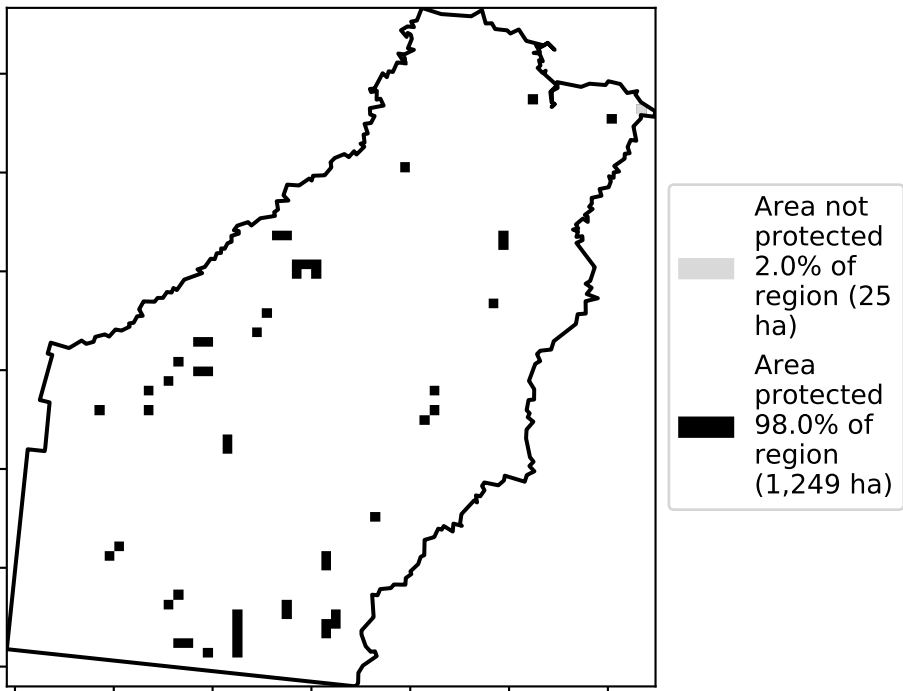 Area not
protected
2.0% of
region (25
ha)
Area
protected
98.0% of
region
(1,249 ha)